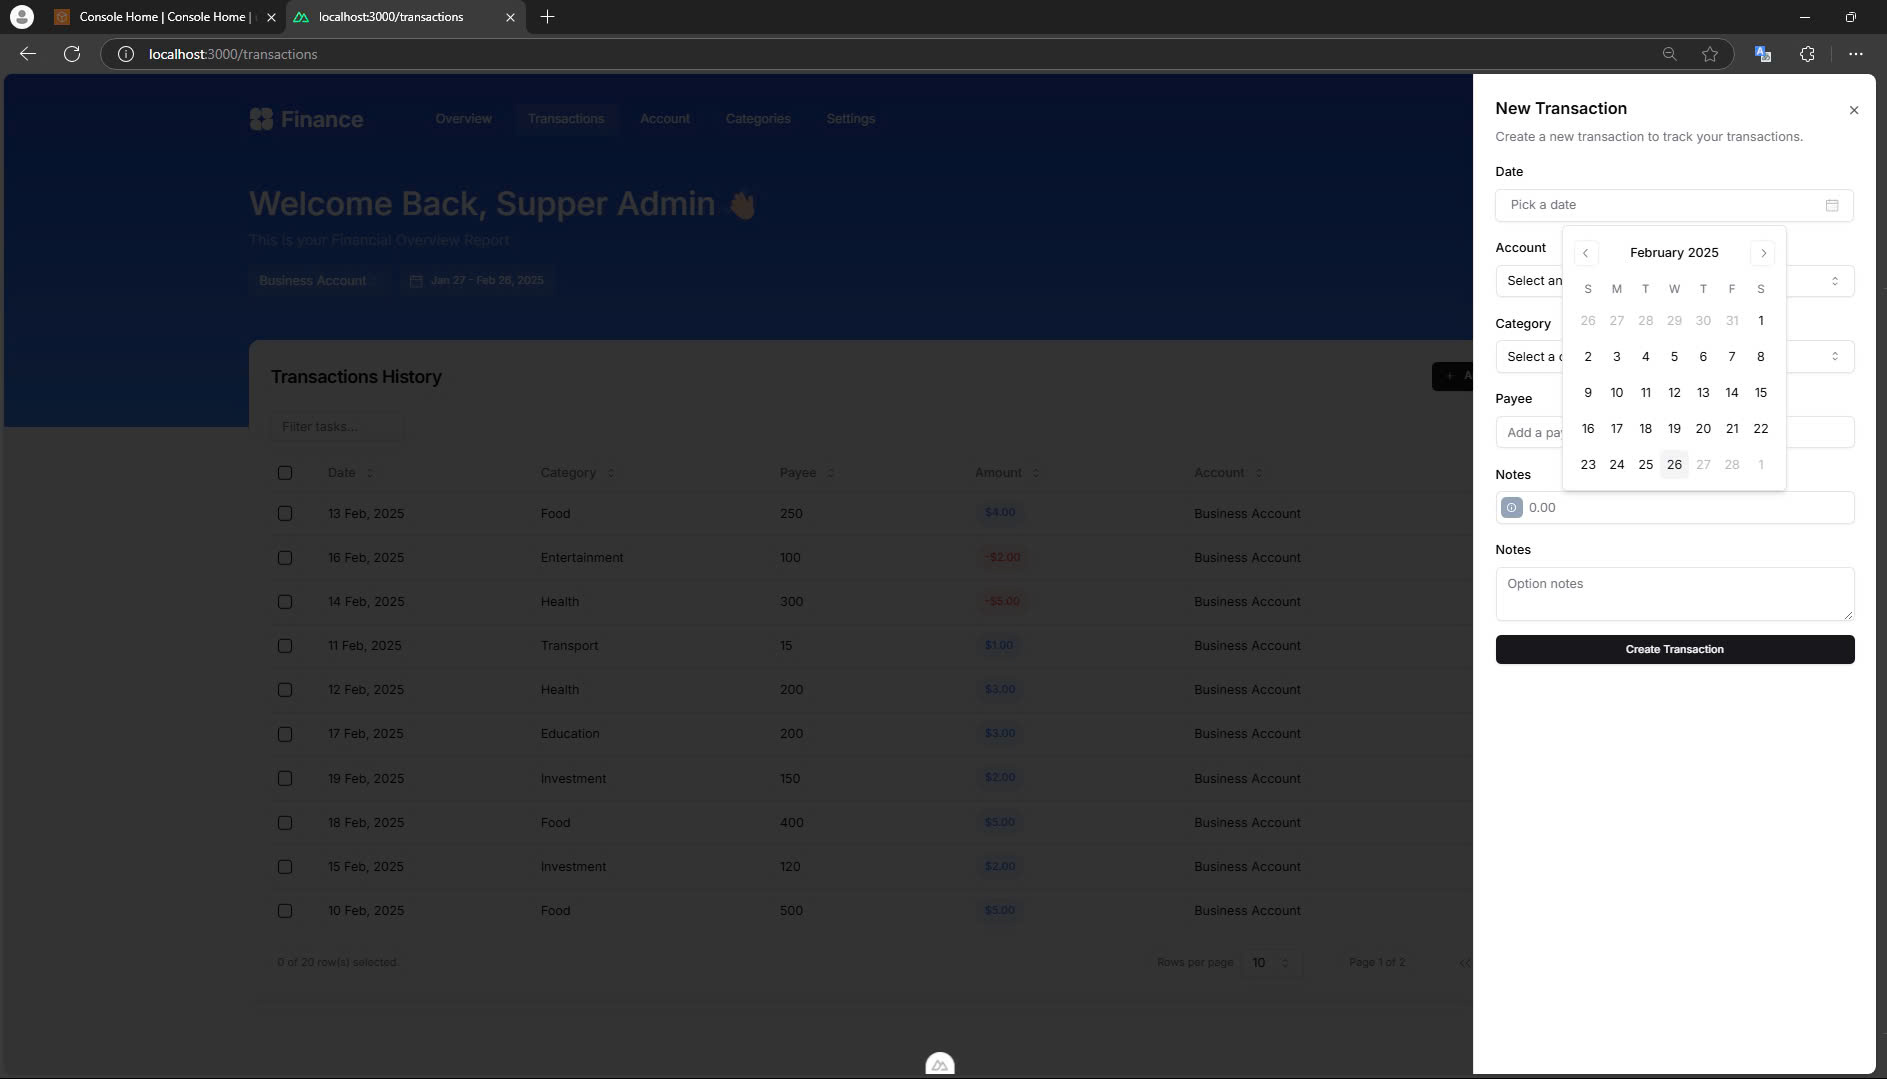 Console Home | Console Home |
localhost:3000/transactions
localhost:3000/transactions
Finance
Overview
Transactions
Account
Categories
Settings
Welcome Back, Supper Admin 👋
This is your Financial Overview Report
Business Account
Jan 27 - Feb 26, 2025
Transactions History
+ A
Filter tasks...
Date Category Payee Amount Account
13 Feb, 2025 Food 250 $4.00 Business Account
16 Feb, 2025 Entertainment 100 -$2.00 Business Account
14 Feb, 2025 Health 300 -$5.00 Business Account
11 Feb, 2025 Transport 15 $1.00 Business Account
12 Feb, 2025 Health 200 $3.00 Business Account
17 Feb, 2025 Education 200 $3.00 Business Account
19 Feb, 2025 Investment 150 $2.00 Business Account
18 Feb, 2025 Food 400 $5.00 Business Account
15 Feb, 2025 Investment 120 $2.00 Business Account
10 Feb, 2025 Food 500 $5.00 Business Account
0 of 20 row(s) selected.
Rows per page 10
Page 1 of 2
New Transaction
Create a new transaction to track your transactions.
Date
Pick a date
Account
Select an
Category
Select a c
Payee
Add a pay
February 2025
S M T W T F S
26 27 28 29 30 31 1
2 3 4 5 6 7 8
9 10 11 12 13 14 15
16 17 18 19 20 21 22
23 24 25 26 27 28 1
Notes
0.00
Notes
Option notes
Create Transaction